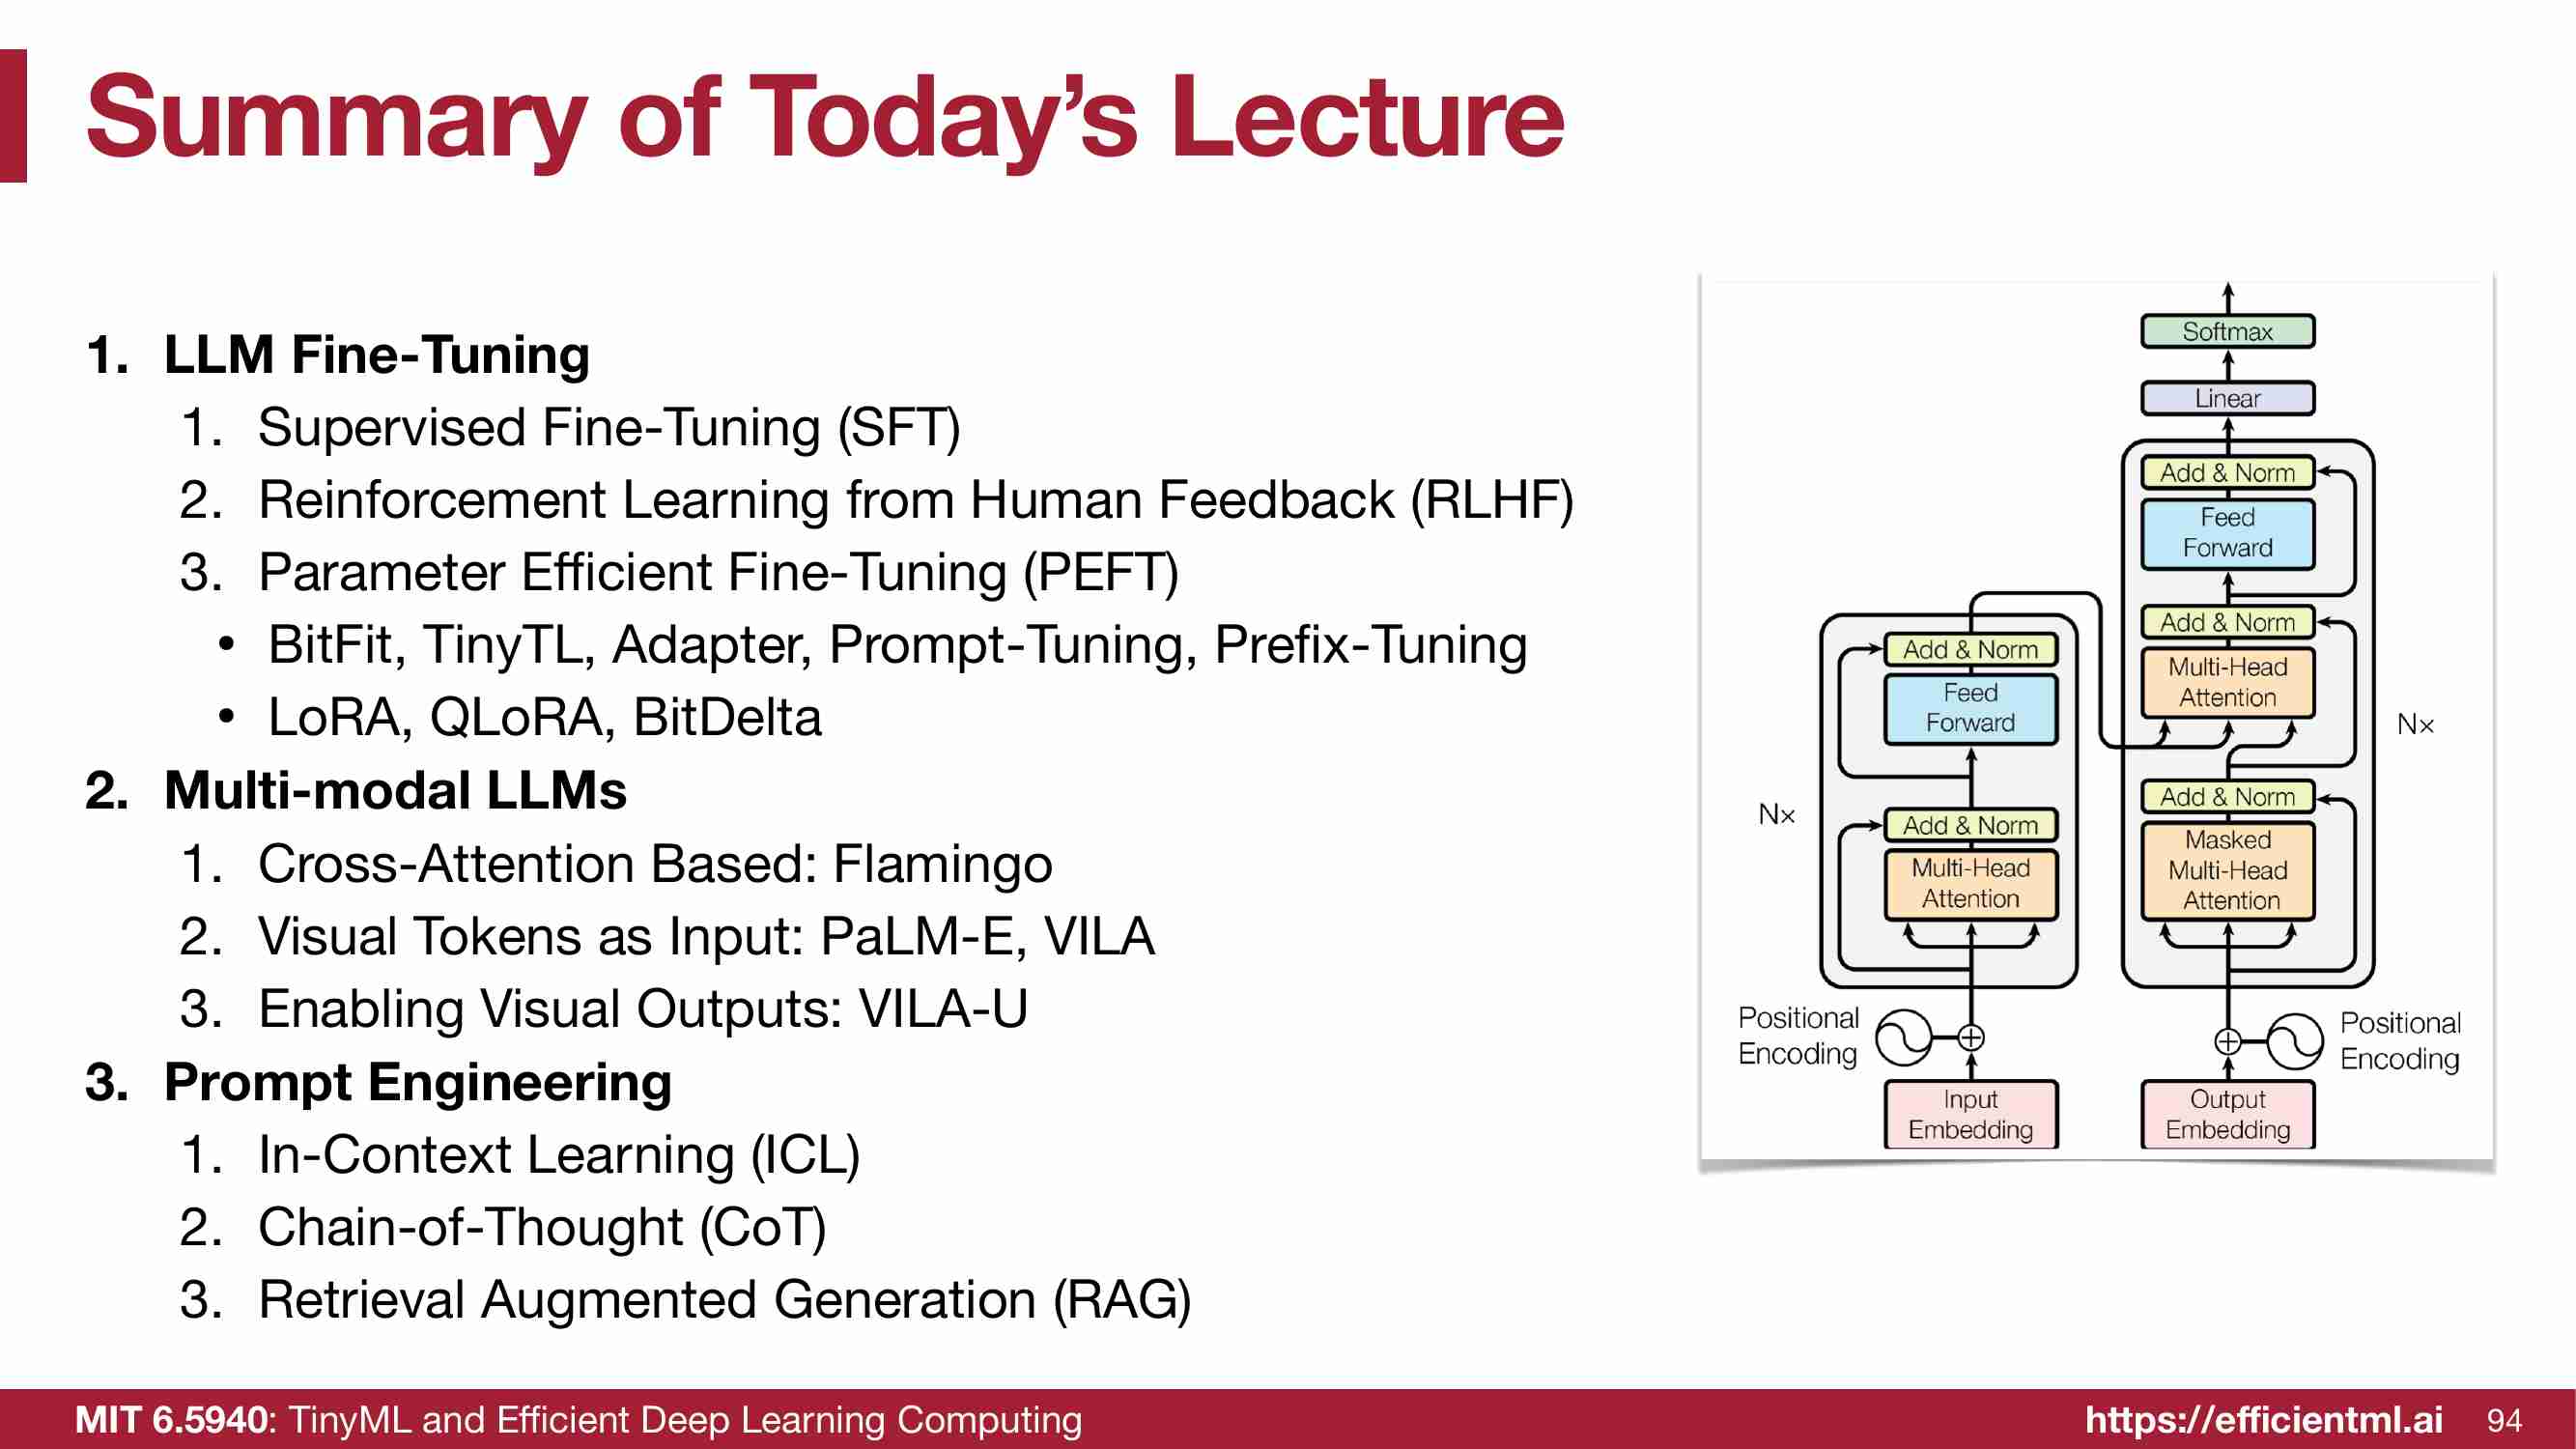 Summary of Today’s Lecture
1. LLM Fine-Tuning
1. Supervised Fine-Tuning (SFT)
2. Reinforcement Learning from Human Feedback (RLHF)
3. Parameter Efficient Fine-Tuning (PEFT)
• BitFit, TinyTL, Adapter, Prompt-Tuning, Prefix-Tuning
• LoRA, QLoRA, BitDelta
2. Multi-modal LLMs
1. Cross-Attention Based: Flamingo
2. Visual Tokens as Input: PaLM-E, VILA
3. Enabling Visual Outputs: VILA-U
3. Prompt Engineering
1. In-Context Learning (ICL)
2. Chain-of-Thought (CoT)
3. Retrieval Augmented Generation (RAG)
Softmax
Linear
Add & Norm
Feed
Forward
Add & Norm
Multi-Head
Attention
Add & Norm
Masked
Multi-Head
Attention
N×
Add & Norm
Feed
Forward
Add & Norm
Multi-Head
Attention
N×
Positional
Encoding
Positional
Encoding
Input
Embedding
Output
Embedding
MIT 6.5940: TinyML and Efficient Deep Learning Computing
https://efficientml.ai 94